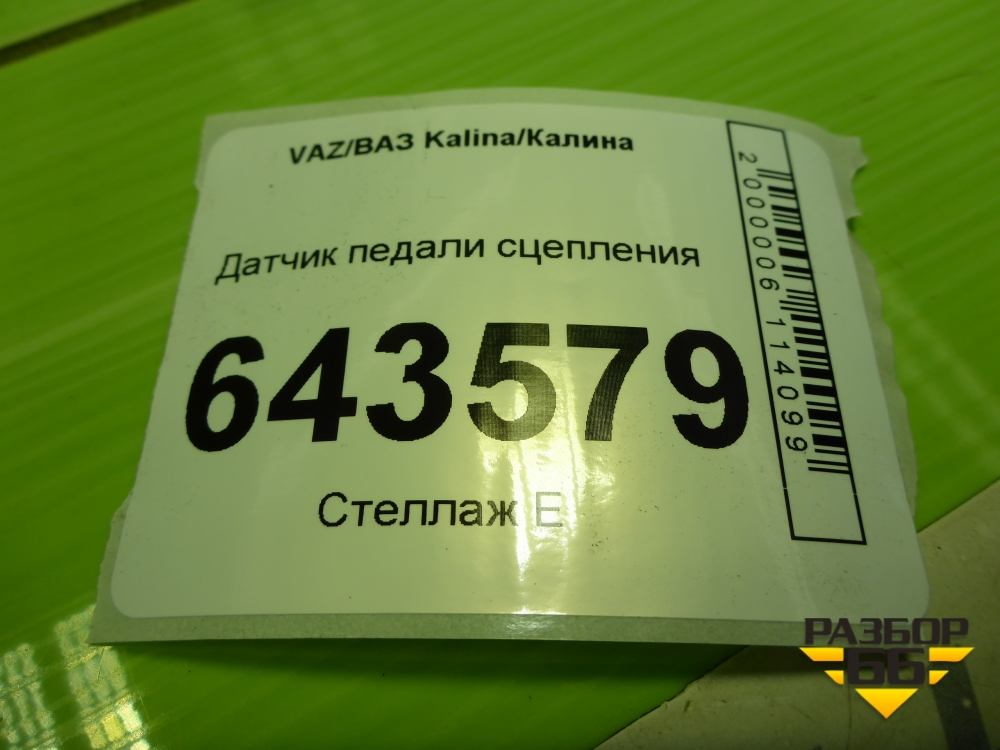 VAZ/ВАЗ Kalina/Калина
Датчик педали сцепления
643579
Стеллаж E
2000006114099
РАЗБОР
66